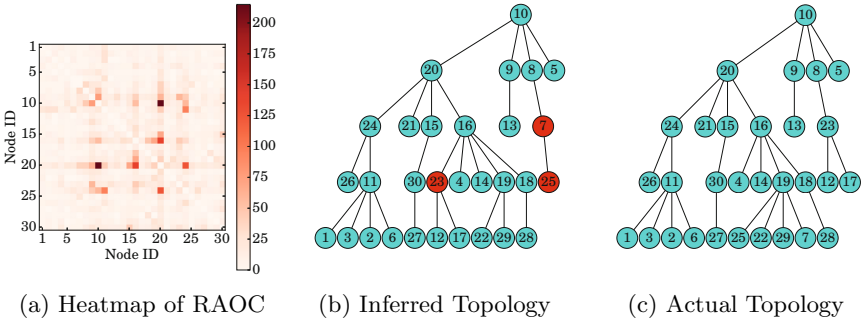 Node ID
1
5
10
15
20
25
30
1 5 10 15 20 25 30
Node ID
200
175
150
125
100
75
50
25
0
(a) Heatmap of RAOC
10
20 9 8 5
24 21 15 16 13 7
26 11 30 23 4 14 19 18 25
1 3 2 6 27 12 17 22 29 28
(b) Inferred Topology
10
20 9 8 5
24 21 15 16 13 23
26 11 30 4 14 19 18 12 17
1 3 2 6 27 25 22 29 7 28
(c) Actual Topology